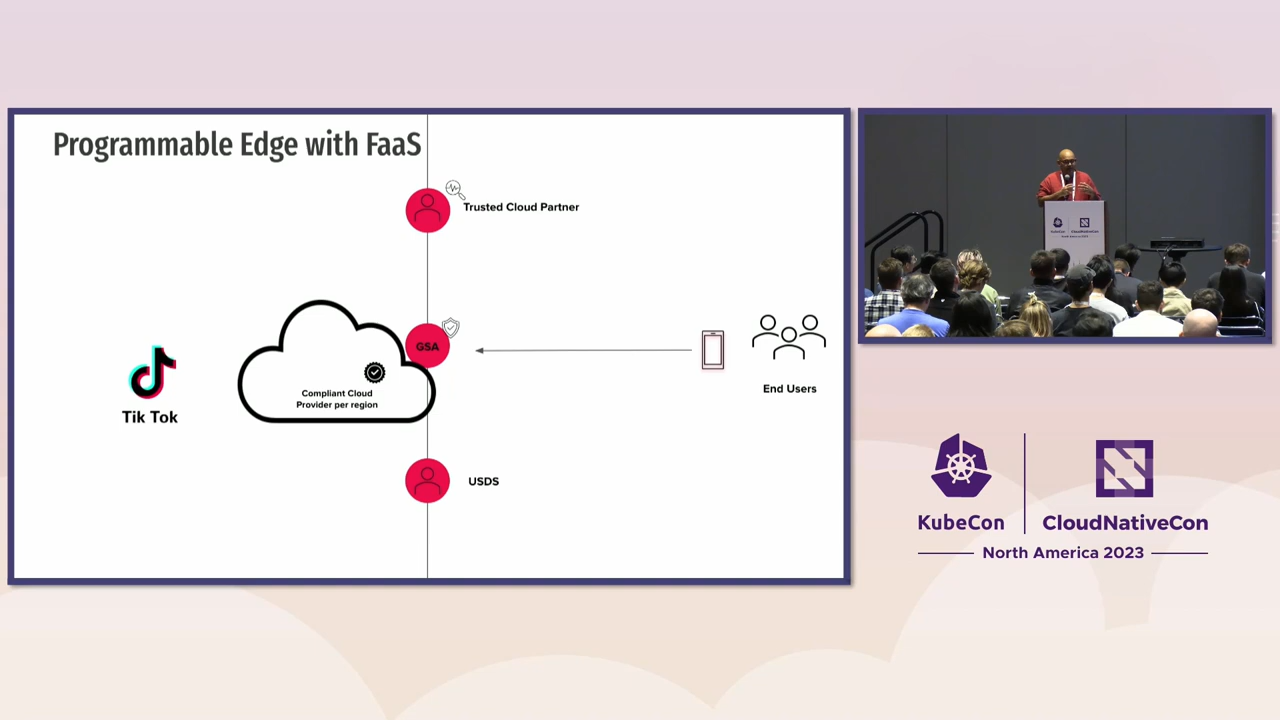 Programmable Edge with FaaS
Trusted Cloud Partner
GSA
Compliant Cloud
Provider per region
Tik Tok
End Users
USDS
KubeCon
CloudNativeCon
North America 2023